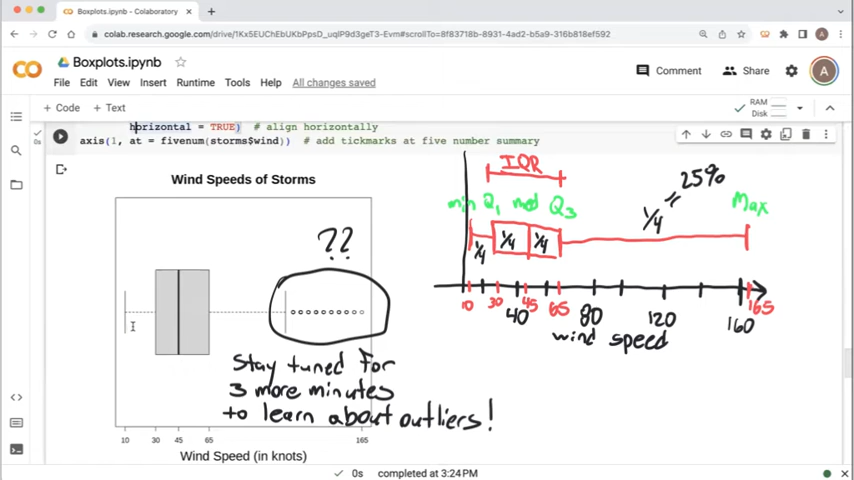 Boxplots.ipynb - Colaboratory
colab.research.google.com/drive/1Kx5EUChEbUKbPpsD_uqlP9d3geT3-Evm#scrollTo=8f83718b-8931-4ad2-b5a9-316b818ef592
Boxplots.ipynb
Comment
Share
A
File Edit View Insert Runtime Tools Help All changes saved
+ Code + Text
RAM
Disk
horizontal = TRUE) # align horizontally
axis(1, at = fivenum(storms$wind)) # add tickmarks at five number summary
0s
Wind Speeds of Storms
??
Stay tuned for
3 more minutes
to learn about outliers!
10 30 45 65 165
Wind Speed (in knots)
IQR
25%
min Q1 med Q3 Max
1/4 1/4 1/4 1/4
10 30 40 45 65 80 120 160 165
wind speed
0s completed at 3:24PM